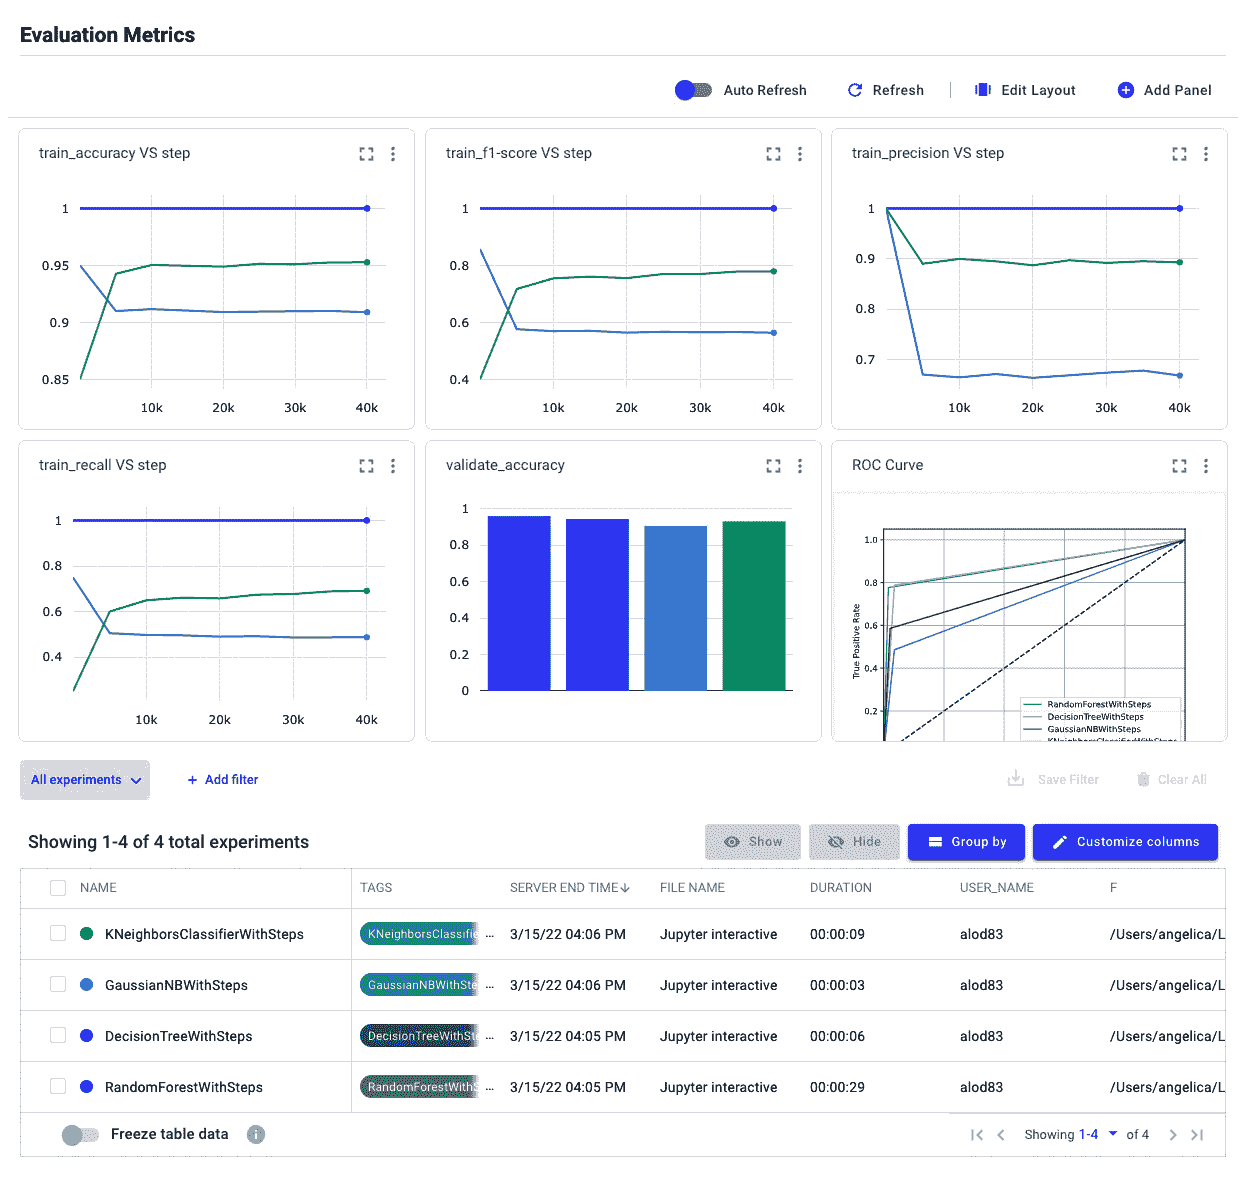 Evaluation Metrics
Auto Refresh Refresh Edit Layout Add Panel
train_accuracy VS step
1
0.95
0.9
0.85
10k 20k 30k 40k
train_f1-score VS step
1
0.8
0.6
0.4
10k 20k 30k 40k
train_precision VS step
1
0.9
0.8
0.7
10k 20k 30k 40k
train_recall VS step
1
0.8
0.6
0.4
10k 20k 30k 40k
validate_accuracy
1
0.8
0.6
0.4
0.2
0
ROC Curve
1.0
0.8
0.6
0.4
0.2
True Positive Rate
RandomForestWithSteps
DecisionTreeWithSteps
GaussianNBWithSteps
KNeighborsClassifierWithSteps
All experiments + Add filter Save Filter Clear All
Showing 1-4 of 4 total experiments Show Hide Group by Customize columns
NAME TAGS SERVER END TIME↓ FILE NAME DURATION USER_NAME F
KNeighborsClassifierWithSteps KNeighborsClassifie ... 3/15/22 04:06 PM Jupyter interactive 00:00:09 alod83 /Users/angelica/L
GaussianNBWithSteps GaussianNBWithSte ... 3/15/22 04:06 PM Jupyter interactive 00:00:03 alod83 /Users/angelica/L
DecisionTreeWithSteps DecisionTreeWithSt ... 3/15/22 04:05 PM Jupyter interactive 00:00:06 alod83 /Users/angelica/L
RandomForestWithSteps RandomForestWithS ... 3/15/22 04:05 PM Jupyter interactive 00:00:29 alod83 /Users/angelica/L
Freeze table data Showing 1-4 of 4